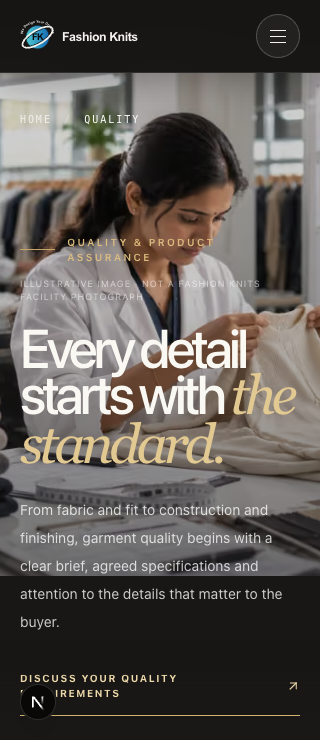 FK
Fashion Knits
HOME / QUALITY
QUALITY & PRODUCT
ASSURANCE
ILLUSTRATIVE IMAGE · NOT A FASHION KNITS
FACILITY PHOTOGRAPH
Every detail
starts with the
standard.
From fabric and fit to construction and
finishing, garment quality begins with a
clear brief, agreed specifications and
attention to the details that matter to the
buyer.
DISCUSS YOUR QUALITY
N